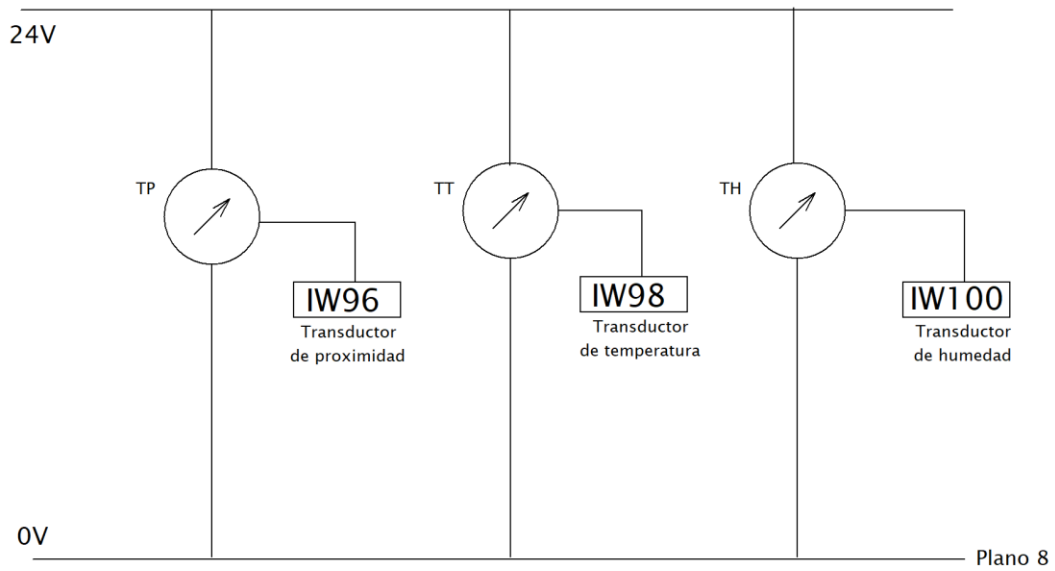 24V
TP
TT
TH
IW96
IW98
IW100
Transductor
de proximidad
Transductor
de temperatura
Transductor
de humedad
0V
Plano 8